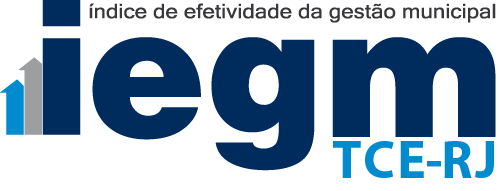 índice de efetividade da gestão municipal
iegm
TCE-RJ